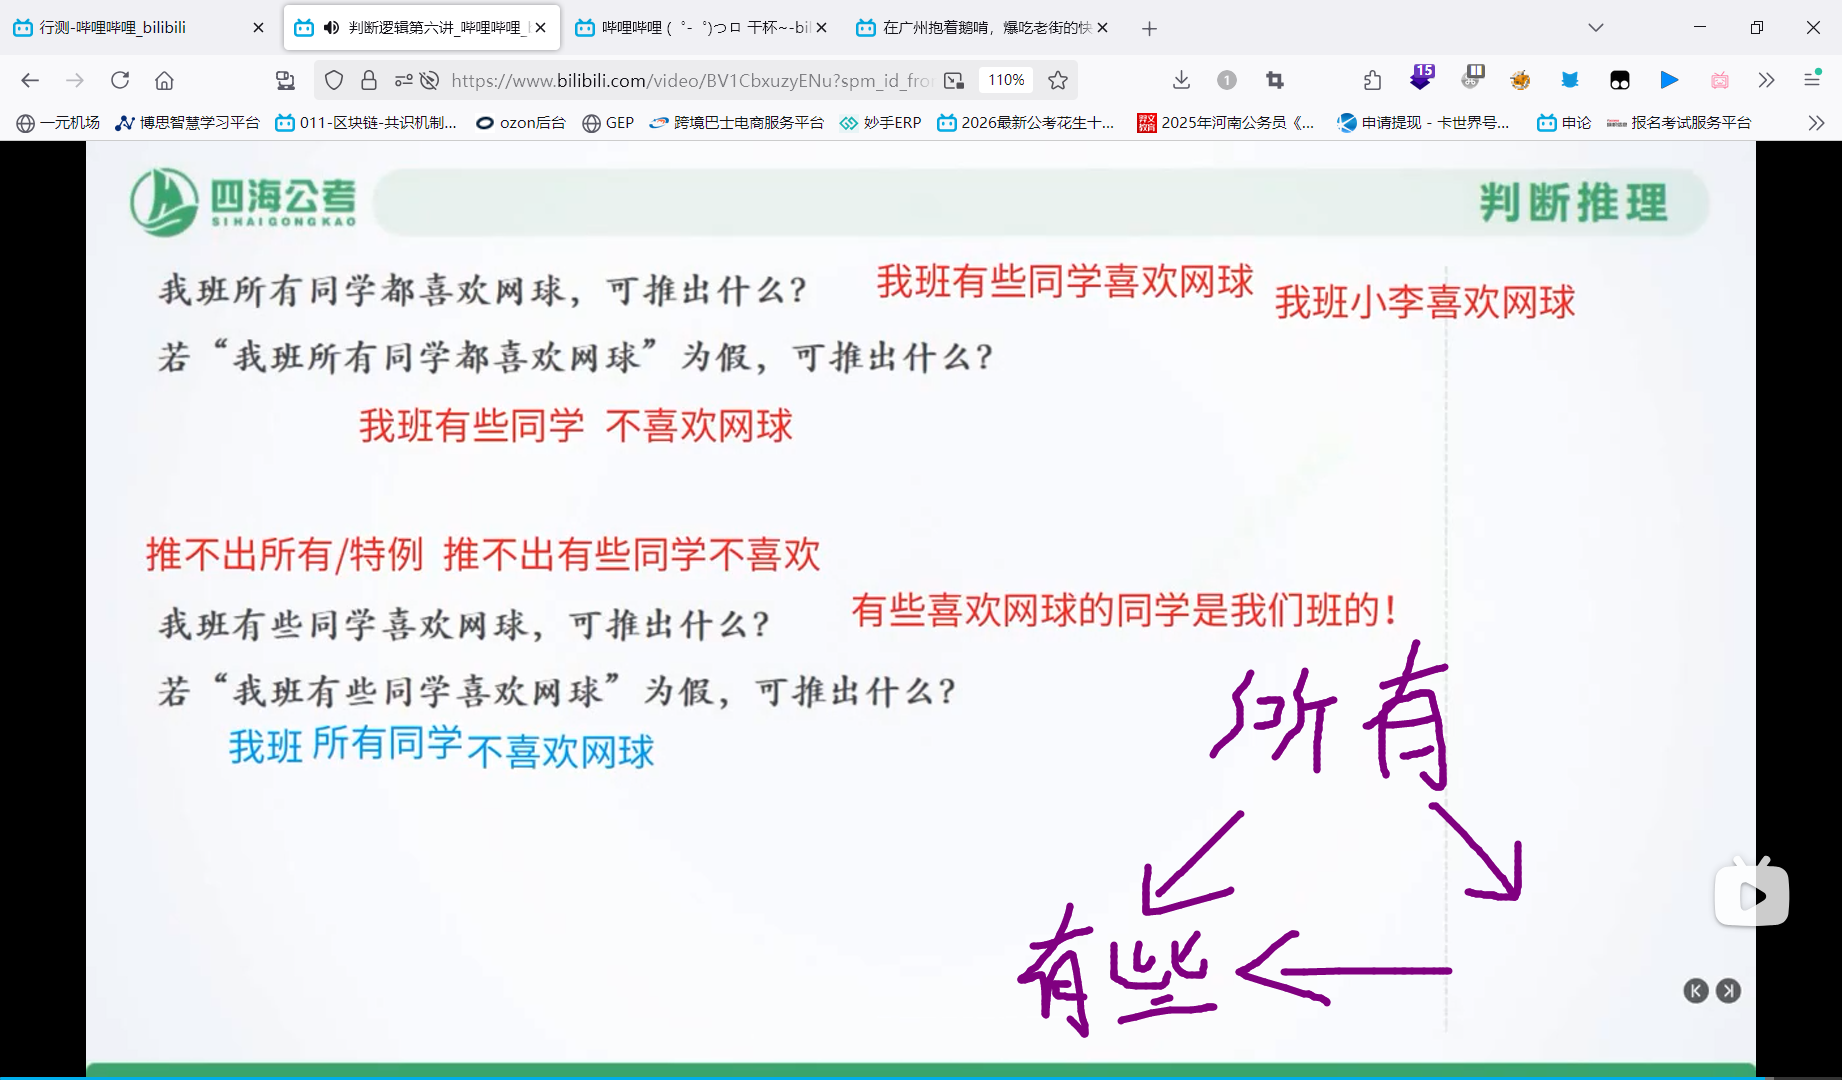 行测-哔哩哔哩_bilibili
判断逻辑第六讲_哔哩哔哩_b
哔哩哔哩 (゜-゜)つロ 干杯~-bil
在广州抱着鹅啃，爆吃老街的快
https://www.bilibili.com/video/BV1CbxuzyENu?spm_id_fro
110%
1
15
一元机场
博思智慧学习平台
011-区块链-共识机制...
ozon后台
GEP
跨境巴士电商服务平台
妙手ERP
2026最新公考花生十...
2025年河南公务员《...
申请提现 - 卡世界号...
申论
报名考试服务平台
四海公考
SIHAIGONGKAO
判断推理
我班所有同学都喜欢网球，可推出什么？
我班有些同学喜欢网球
我班小李喜欢网球
若“我班所有同学都喜欢网球”为假，可推出什么？
我班有些同学 不喜欢网球
推不出所有/特例 推不出有些同学不喜欢
我班有些同学喜欢网球，可推出什么？
有些喜欢网球的同学是我们班的！
若“我班有些同学喜欢网球”为假，可推出什么？
我班 所有同学 不喜欢网球
所有
有些